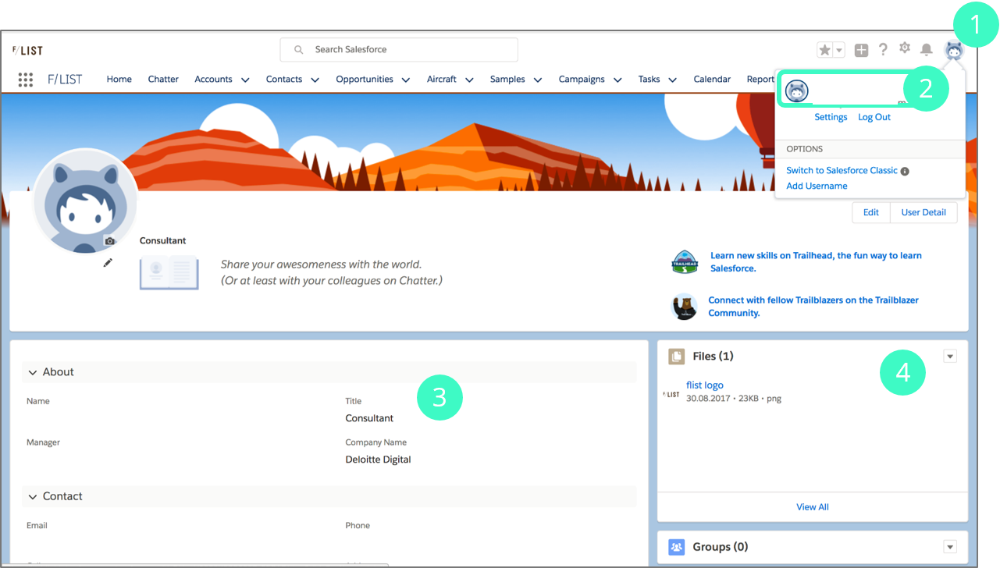 1
F/LIST
Search Salesforce
F/LIST
Home Chatter Accounts Contacts Opportunities Aircraft Samples Campaigns Tasks Calendar Report
2
Settings Log Out
OPTIONS
Switch to Salesforce Classic
Add Username
Edit User Detail
Consultant
Share your awesomeness with the world.
(Or at least with your colleagues on Chatter.)
TRAILHEAD
Learn new skills on Trailhead, the fun way to learn
Salesforce.
Connect with fellow Trailblazers on the Trailblazer
Community.
About
Name
Title
Consultant
3
Manager
Company Name
Deloitte Digital
Contact
Email
Phone
Files (1)
4
flist logo
F/LIST
30.08.2017 • 23KB • png
View All
Groups (0)